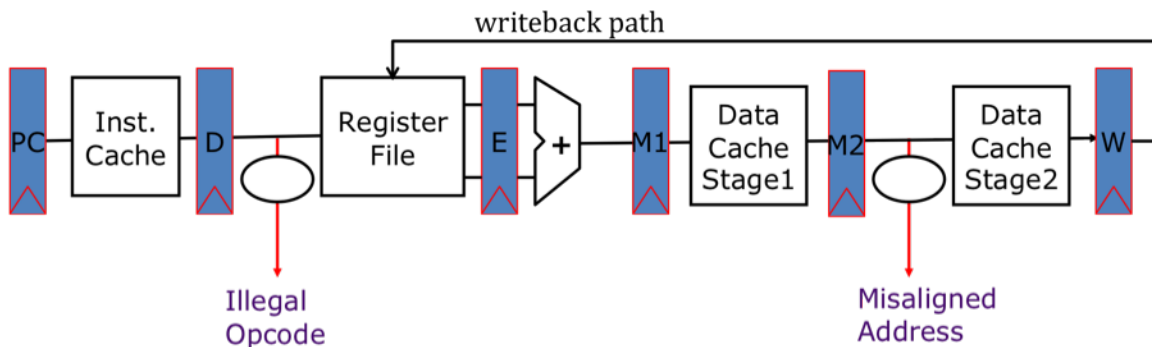 writeback path
PC
Inst.
Cache
D
Register
File
E
+
M1
Data
Cache
Stage1
M2
Data
Cache
Stage2
W
Illegal
Opcode
Misaligned
Address